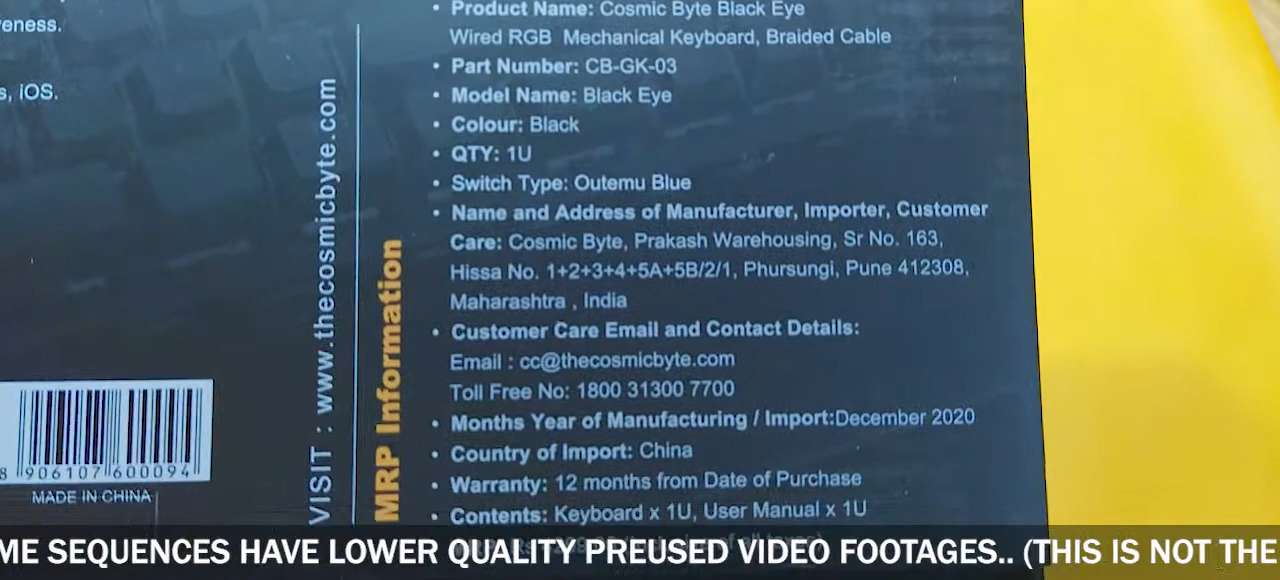 eness.
s, iOS.
• Product Name: Cosmic Byte Black Eye
Wired RGB Mechanical Keyboard, Braided Cable
• Part Number: CB-GK-03
• Model Name: Black Eye
• Colour: Black
• QTY: 1U
• Switch Type: Outemu Blue
• Name and Address of Manufacturer, Importer, Customer
Care: Cosmic Byte, Prakash Warehousing, Sr No. 163,
Hissa No. 1+2+3+4+5A+5B/2/1, Phursungi, Pune 412308,
Maharashtra , India
• Customer Care Email and Contact Details:
Email : cc@thecosmicbyte.com
Toll Free No: 1800 31300 7700
• Months Year of Manufacturing / Import:December 2020
• Country of Import: China
• Warranty: 12 months from Date of Purchase
• Contents: Keyboard x 1U, User Manual x 1U
VISIT : www.thecosmicbyte.com
MRP Information
8 906107 600094
MADE IN CHINA
ME SEQUENCES HAVE LOWER QUALITY PREUSED VIDEO FOOTAGES.. (THIS IS NOT THE